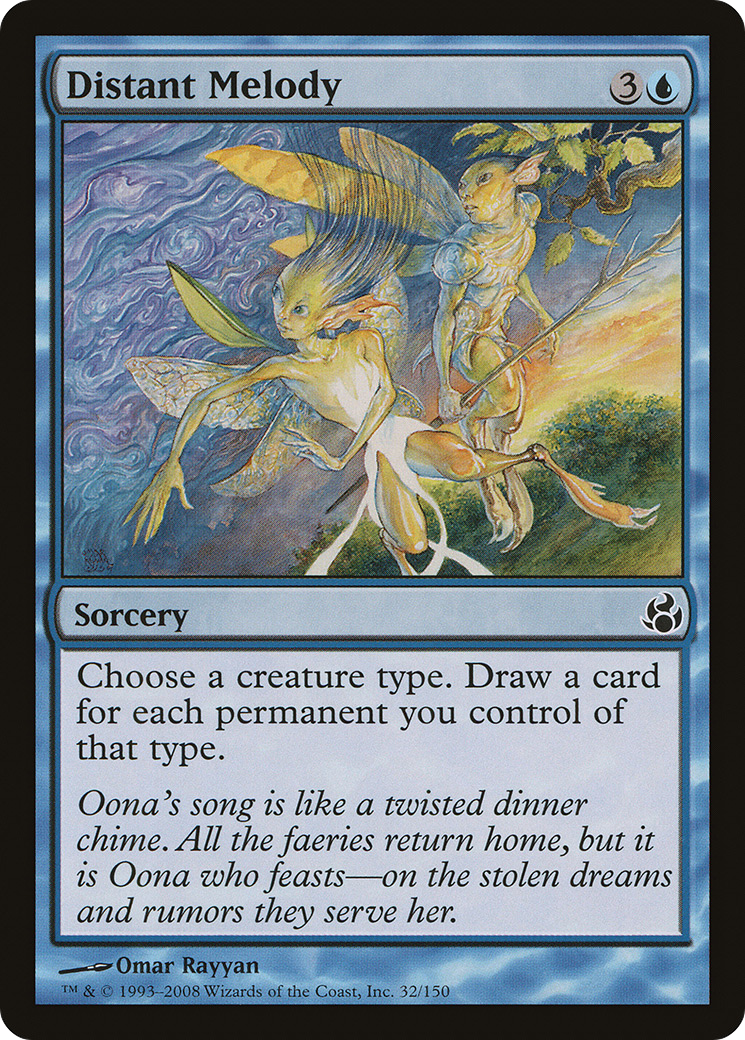 Distant Melody 3
Sorcery
Choose a creature type. Draw a card
for each permanent you control of
that type.
Oona's song is like a twisted dinner
chime. All the faeries return home, but it
is Oona who feasts—on the stolen dreams
and rumors they serve her.
Omar Rayyan
™ & © 1993–2008 Wizards of the Coast, Inc. 32/150